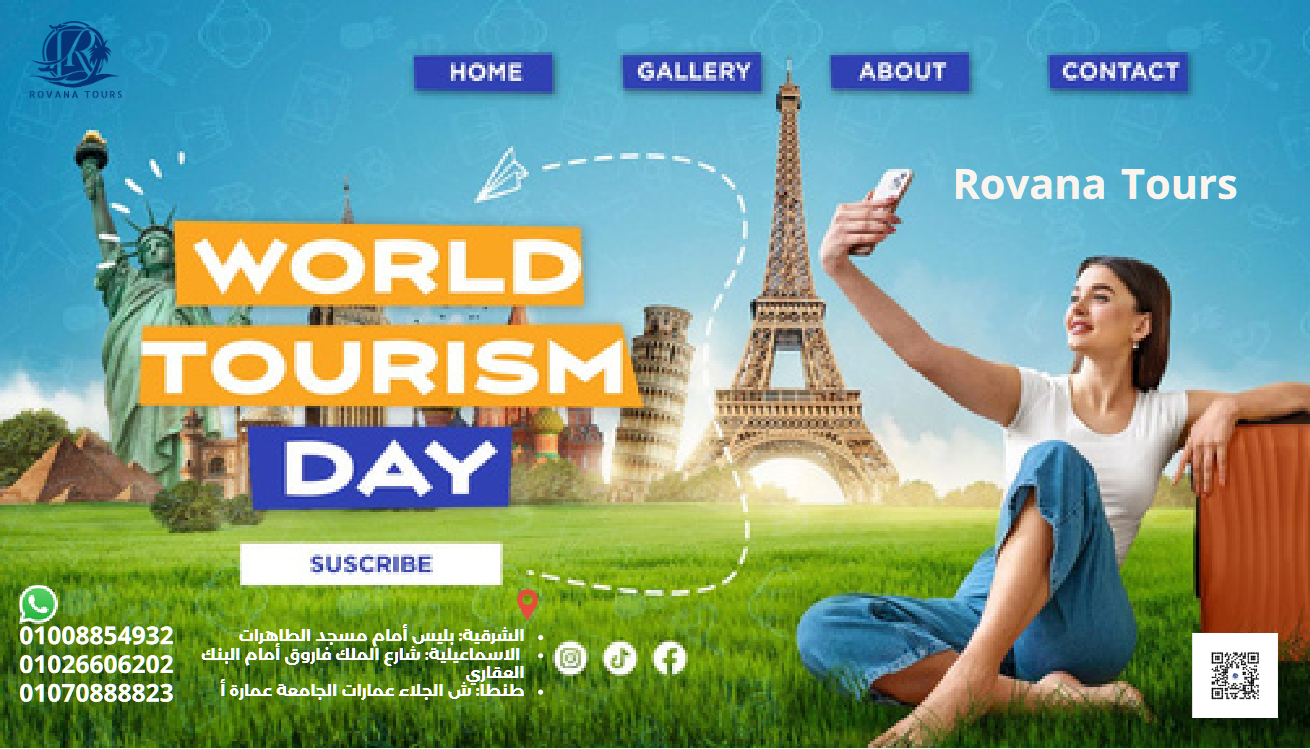 ROVANA TOURS
HOME
GALLERY
ABOUT
CONTACT
Rovana Tours
WORLD
TOURISM
DAY
SUSCRIBE
01008854932
01026606202
01070888823
• الشرقية: بلبيس أمام مسجد الطاهرات
• الاسماعيلية: شارع الملك فاروق أمام البنك
العقاري
• طنطا: ش الجلاء عمارات الجامعة عمارة أ